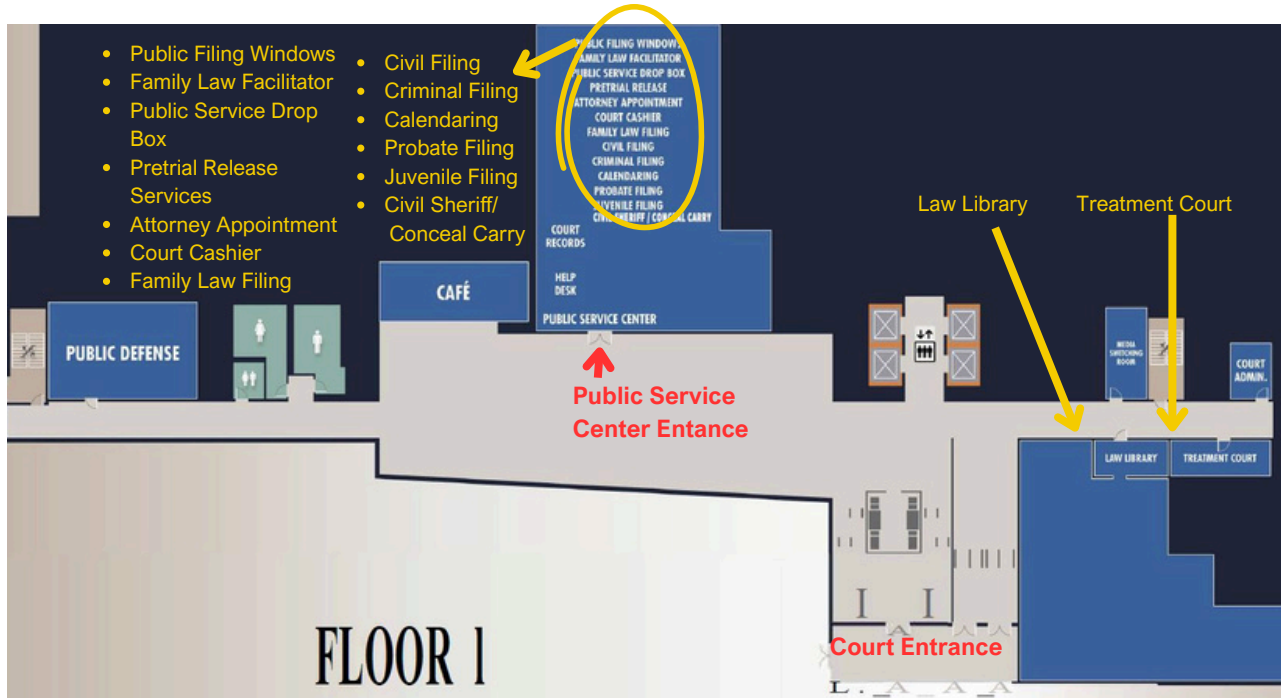 • Public Filing Windows
• Family Law Facilitator
• Public Service Drop
Box
• Pretrial Release
Services
• Attorney Appointment
• Court Cashier
• Family Law Filing
• Civil Filing
• Criminal Filing
• Calendaring
• Probate Filing
• Juvenile Filing
• Civil Sheriff/
Conceal Carry
PUBLIC FILING WINDOWS
FAMILY LAW FACILITATOR
PUBLIC SERVICE DROP BOX
PRETRIAL RELEASE
ATTORNEY APPOINTMENT
COURT CASHIER
FAMILY LAW FILING
CIVIL FILING
CRIMINAL FILING
CALENDARING
PROBATE FILING
JUVENILE FILING
CIVIL SHERIFF / CONCEAL CARRY
COURT
RECORDS
HELP
DESK
PUBLIC SERVICE CENTER
CAFÉ
PUBLIC DEFENSE
Law Library
Treatment Court
MEDIA
SWITCHING
ROOM
COURT
ADMIN.
Public Service
Center Entance
LAW LIBRARY
TREATMENT COURT
Court Entrance
FLOOR 1